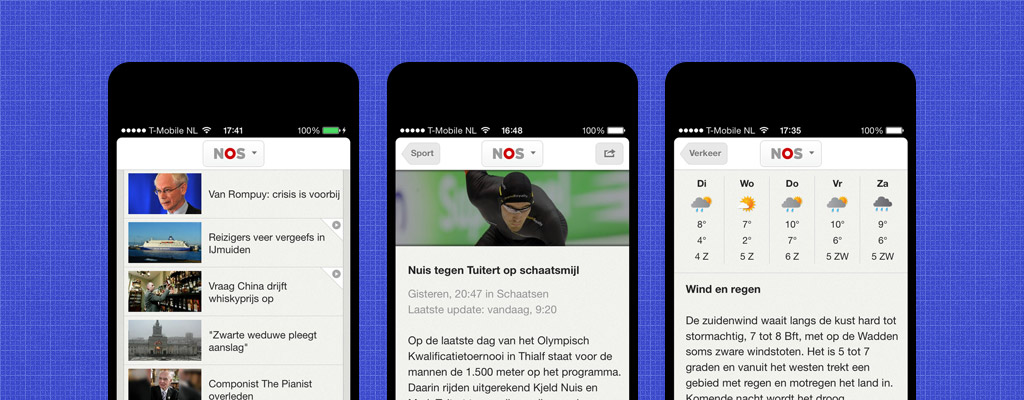 T-Mobile NL 17:41 100%
NOS
Van Rompuy: crisis is voorbij
Reizigers veer vergeefs in
IJmuiden
Vraag China drijft
whiskyprijs op
"Zwarte weduwe pleegt
aanslag"
Componist The Pianist
overleden
T-Mobile NL 16:48 100%
Sport NOS
Nuis tegen Tuitert op schaatsmijl
Gisteren, 20:47 in Schaatsen
Laatste update: vandaag, 9:20
Op de laatste dag van het Olympisch
Kwalificatietoernooi in Thialf staat voor de
mannen de 1.500 meter op het programma.
Daarin rijden uitgerekend Kjeld Nuis en
T-Mobile NL 17:35 100%
Verkeer NOS
Di Wo Do Vr Za
8° 7° 10° 10° 9°
4° 2° 7° 6° 6°
4 Z 5 Z 6 Z 5 ZW 5 ZW
Wind en regen
De zuidenwind waait langs de kust hard tot
stormachtig, 7 tot 8 Bft, met op de Wadden
soms zware windstoten. Het is 5 tot 7
graden en vanuit het westen trekt een
gebied met regen en motregen het land in.
Komende nacht wordt het droog